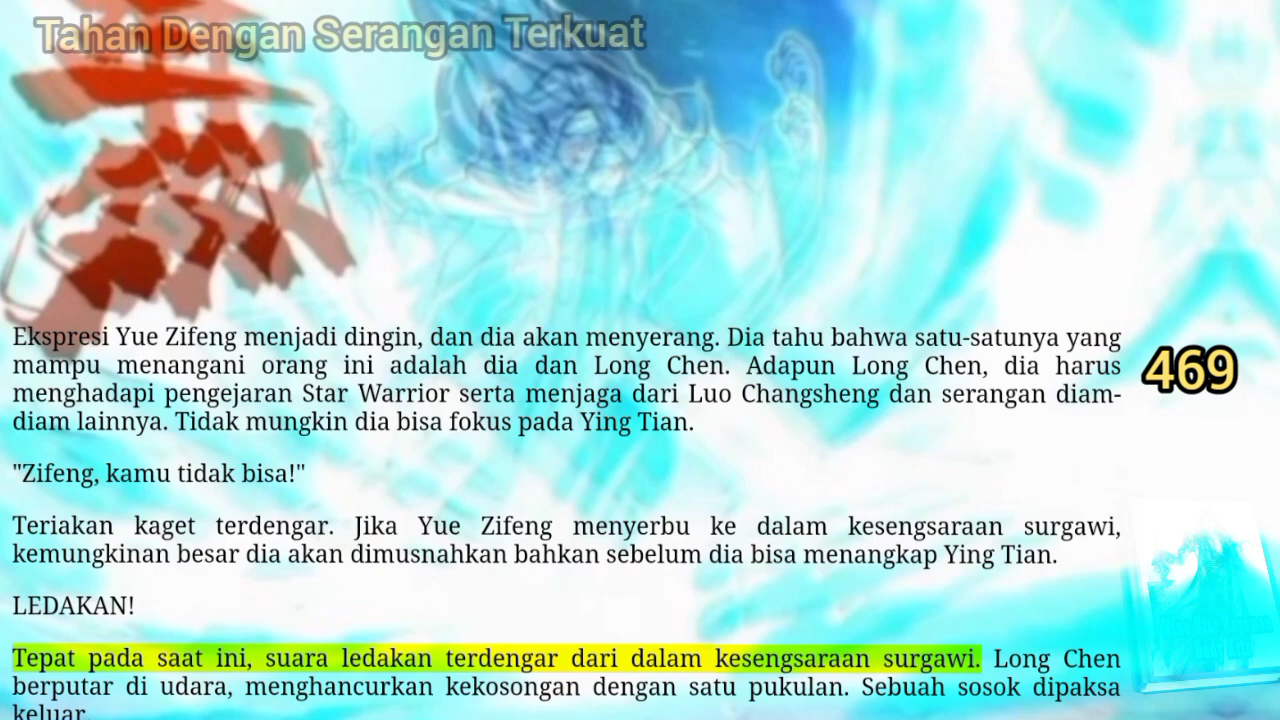 Tahan Dengan Serangan Terkuat
Ekspresi Yue Zifeng menjadi dingin, dan dia akan menyerang. Dia tahu bahwa satu-satunya yang
mampu menangani orang ini adalah dia dan Long Chen. Adapun Long Chen, dia harus
menghadapi pengejaran Star Warrior serta menjaga dari Luo Changsheng dan serangan diam-
diam lainnya. Tidak mungkin dia bisa fokus pada Ying Tian.
469
"Zifeng, kamu tidak bisa!"
Teriakan kaget terdengar. Jika Yue Zifeng menyerbu ke dalam kesengsaraan surgawi,
kemungkinan besar dia akan dimusnahkan bahkan sebelum dia bisa menangkap Ying Tian.
LEDAKAN!
Tepat pada saat ini, suara ledakan terdengar dari dalam kesengsaraan surgawi. Long Chen
berputar di udara, menghancurkan kekosongan dengan satu pukulan. Sebuah sosok dipaksa
keluar.